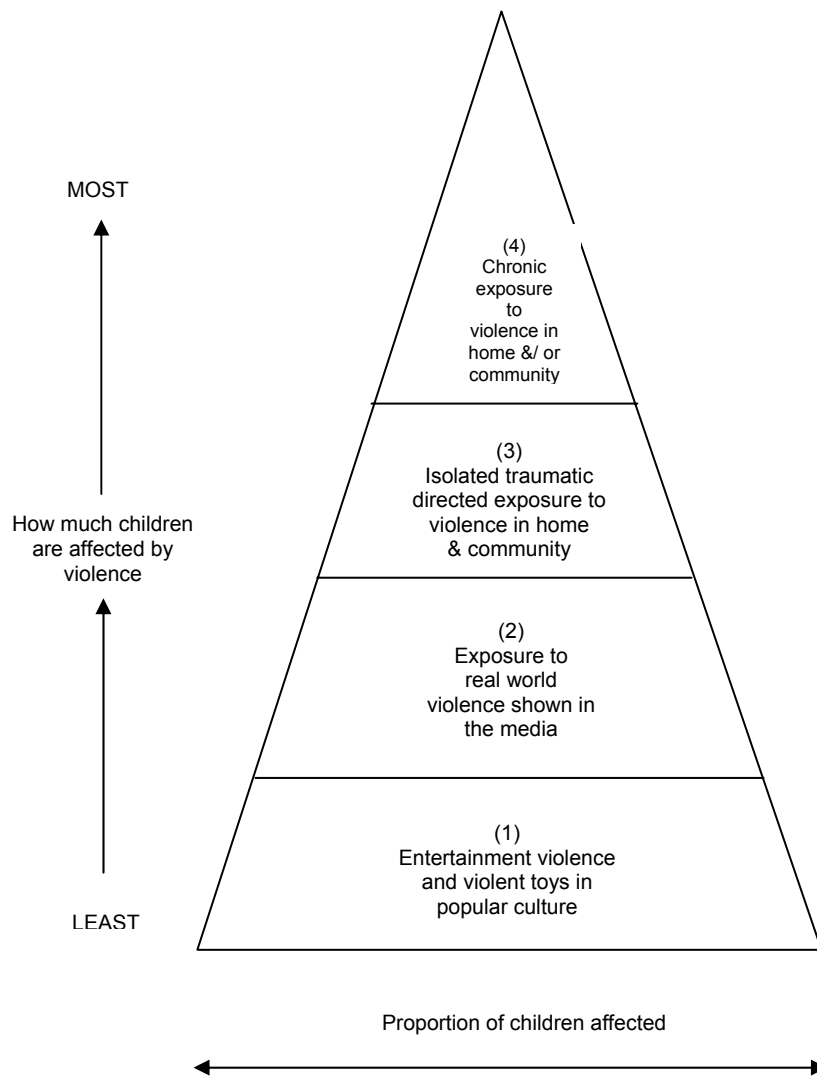 MOST
(4)
Chronic
exposure
to
violence in
home &/ or
community
(3)
Isolated traumatic
directed exposure to
violence in home
& community
How much children
are affected by
violence
(2)
Exposure to
real world
violence shown in
the media
(1)
Entertainment violence
and violent toys in
popular culture
LEAST
Proportion of children affected